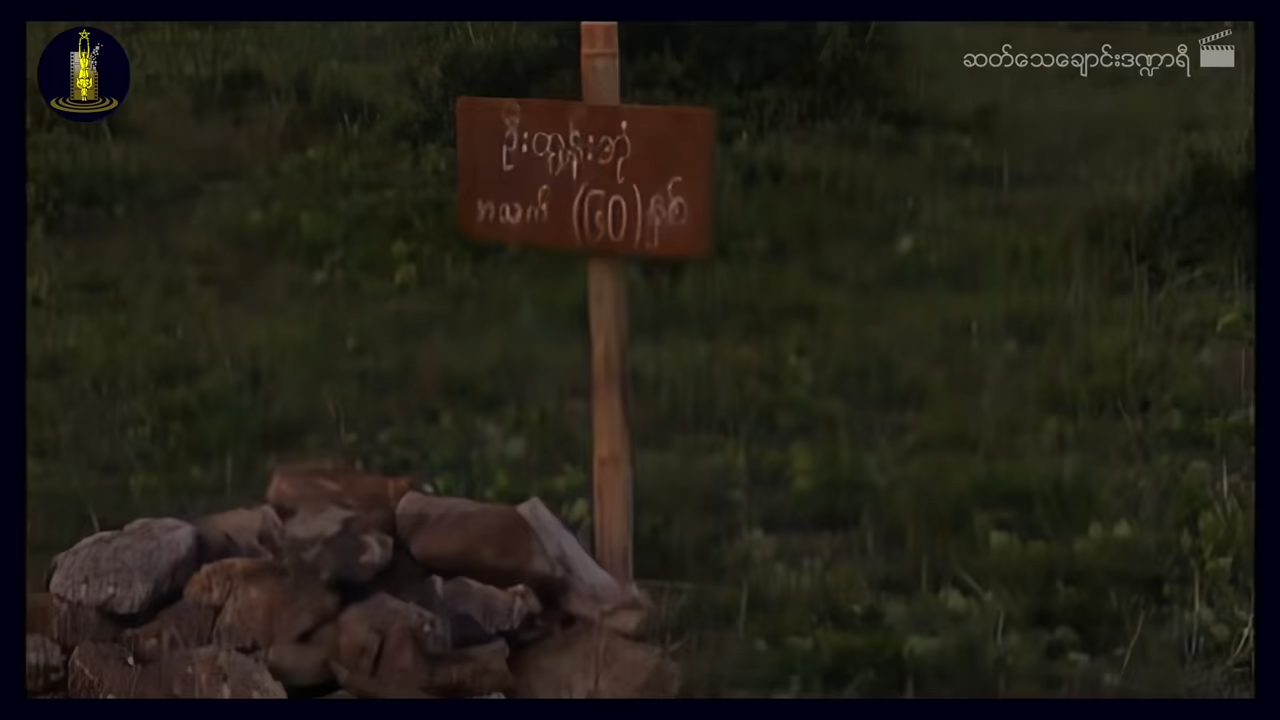 ဆတ်သေချောင်းဒဏ္ဍာရီ
ဦးထွန်းအုံ
အသက် (၆၀) နှစ်